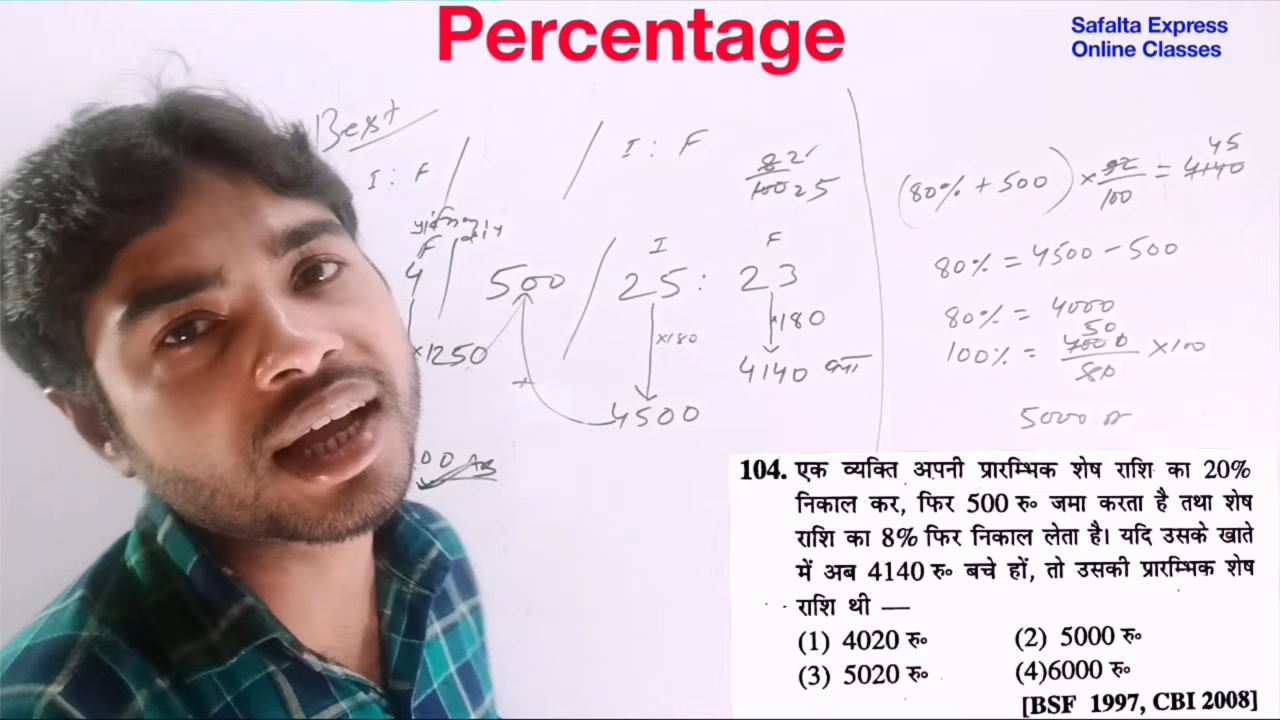 Percentage
Safalta Express
Online Classes
Best
I : F
I : F
82
100 25
F
4
×1250
500
I F
25 : 23
×180 ×180
4140
4500
+
(80% + 500) × 92/100 = 4140
45
80% = 4500 - 500
80% = 4000
50
100% = 4000/80 × 100
5000
104. एक व्यक्ति अपनी प्रारम्भिक शेष राशि का 20%
निकाल कर, फिर 500 रु० जमा करता है तथा शेष
राशि का 8% फिर निकाल लेता है। यदि उसके खाते
में अब 4140 रु० बचे हों, तो उसकी प्रारम्भिक शेष
राशि थी —
(1) 4020 रु० (2) 5000 रु०
(3) 5020 रु० (4)6000 रु०
[BSF 1997, CBI 2008]